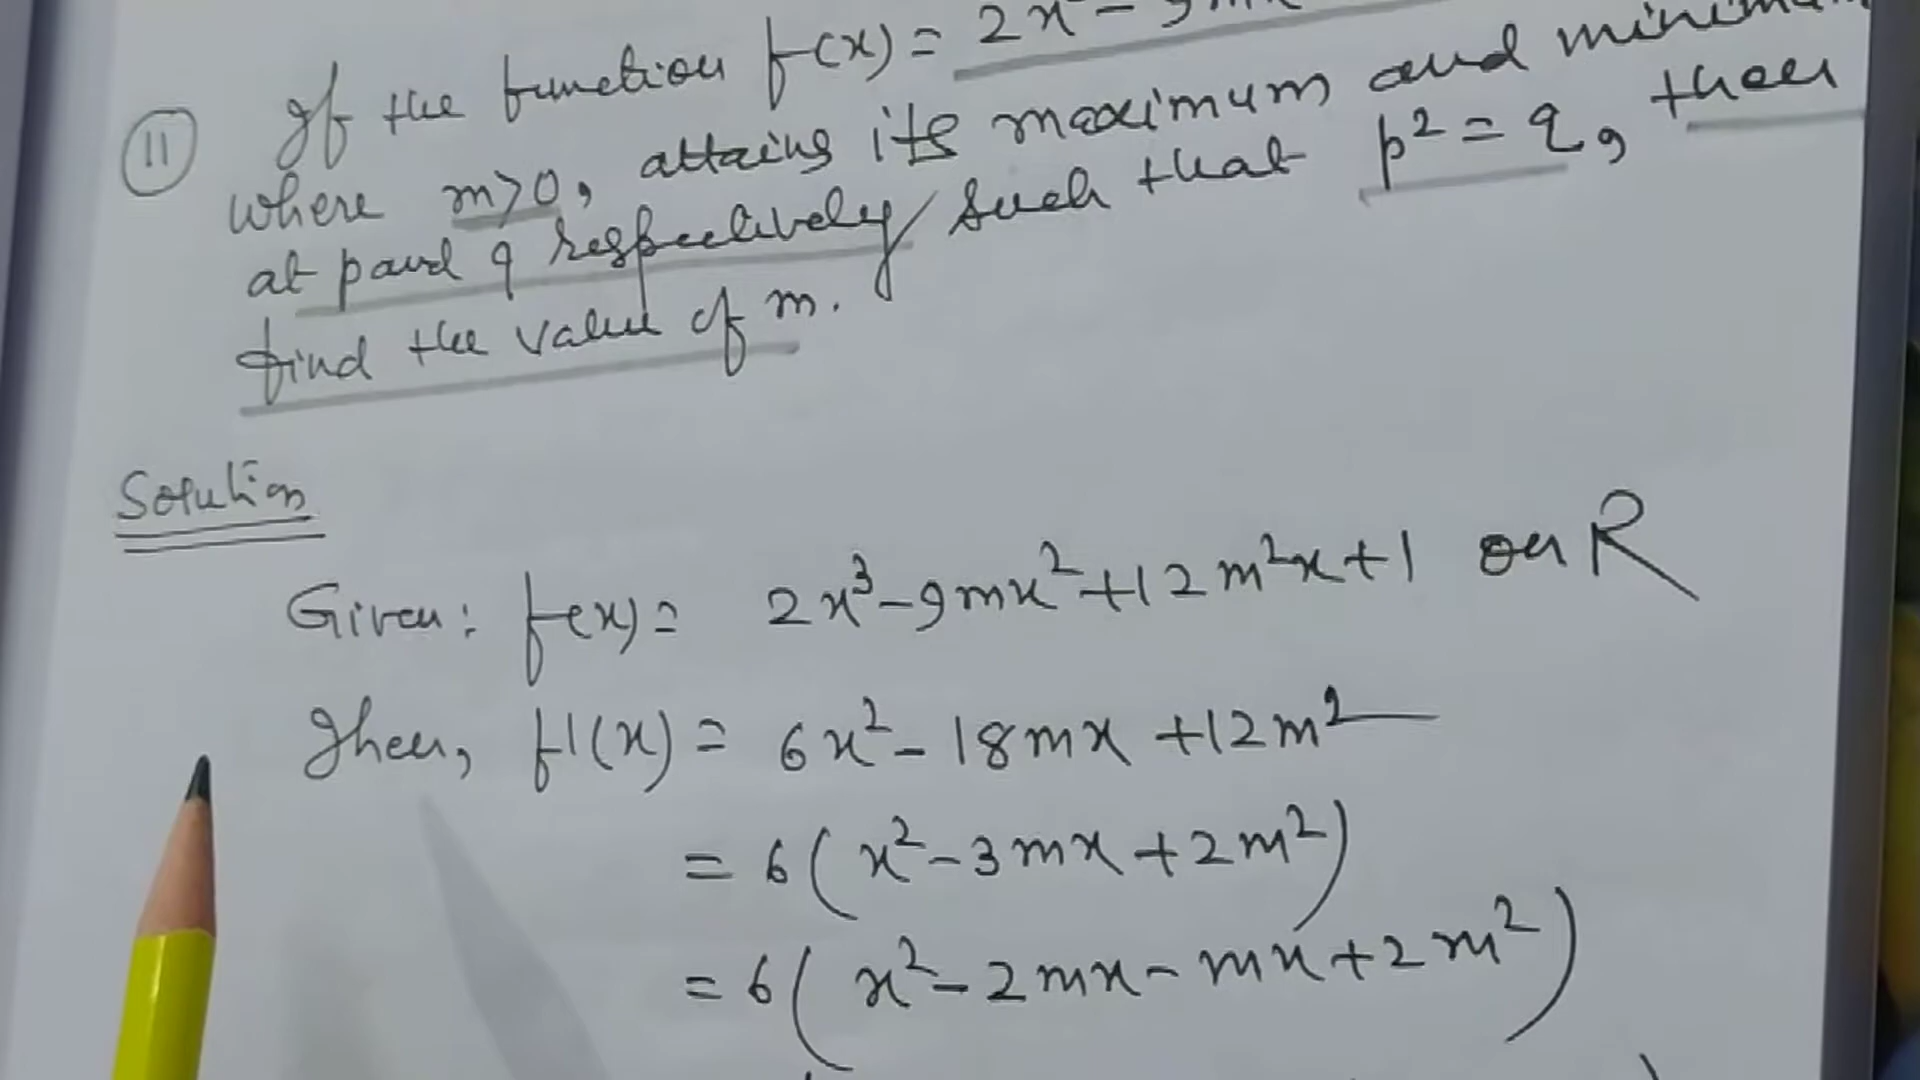 (11) If the function f(x) = 2x
where m>0, attains its maximum and
at p and q respectively such that p² = q, then
find the value of m.
Solution
Given: f(x) = 2x³-9mx²+12m²x+1 on R
Then, f'(x) = 6x²-18mx+12m²
= 6(x²-3mx+2m²)
= 6(x²-2mx-mx+2m²)